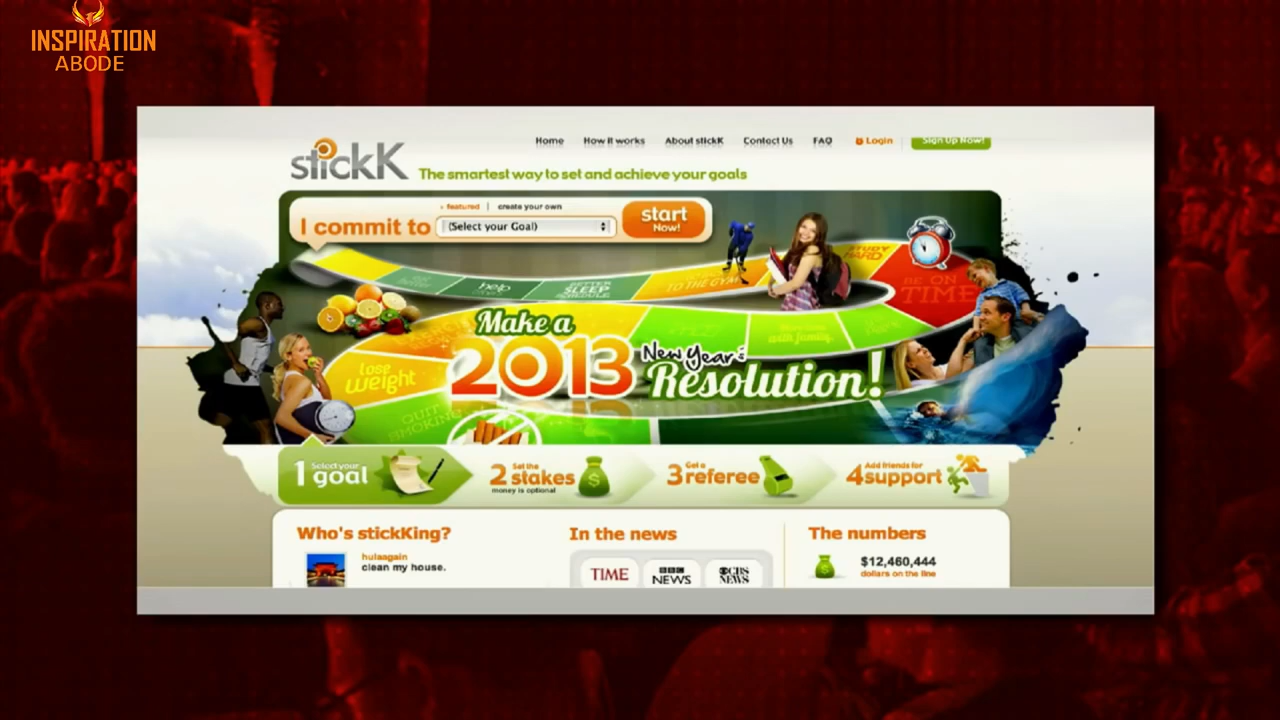 INSPIRATION
ABODE
Home How it works About stickK Contact Us FAQ Login Sign Up Now!
stickK
The smartest way to set and achieve your goals
featured | create your own
I commit to (Select your Goal) start
Now!
STUDY
HARD
BE ON
TIME
help
BETTER
SLEEP
SCHEDULE
TO THE GYM
Make a
2013 New Year's
Resolution!
lose
weight
with family
QUIT
SMOKING
1 Select your
goal
2 Set the
stakes
money is optional
3 Get a
referee
4 Add friends for
support
Who's stickKing?
hulaagain
clean my house.
In the news
TIME
BBC
NEWS
CBS
NEWS
The numbers
$12,460,444
dollars on the line